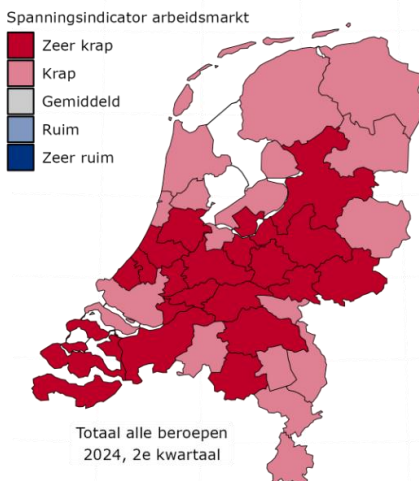 Spanningsindicator arbeidsmarkt
Zeer krap
Krap
Gemiddeld
Ruim
Zeer ruim
Totaal alle beroepen
2024, 2e kwartaal